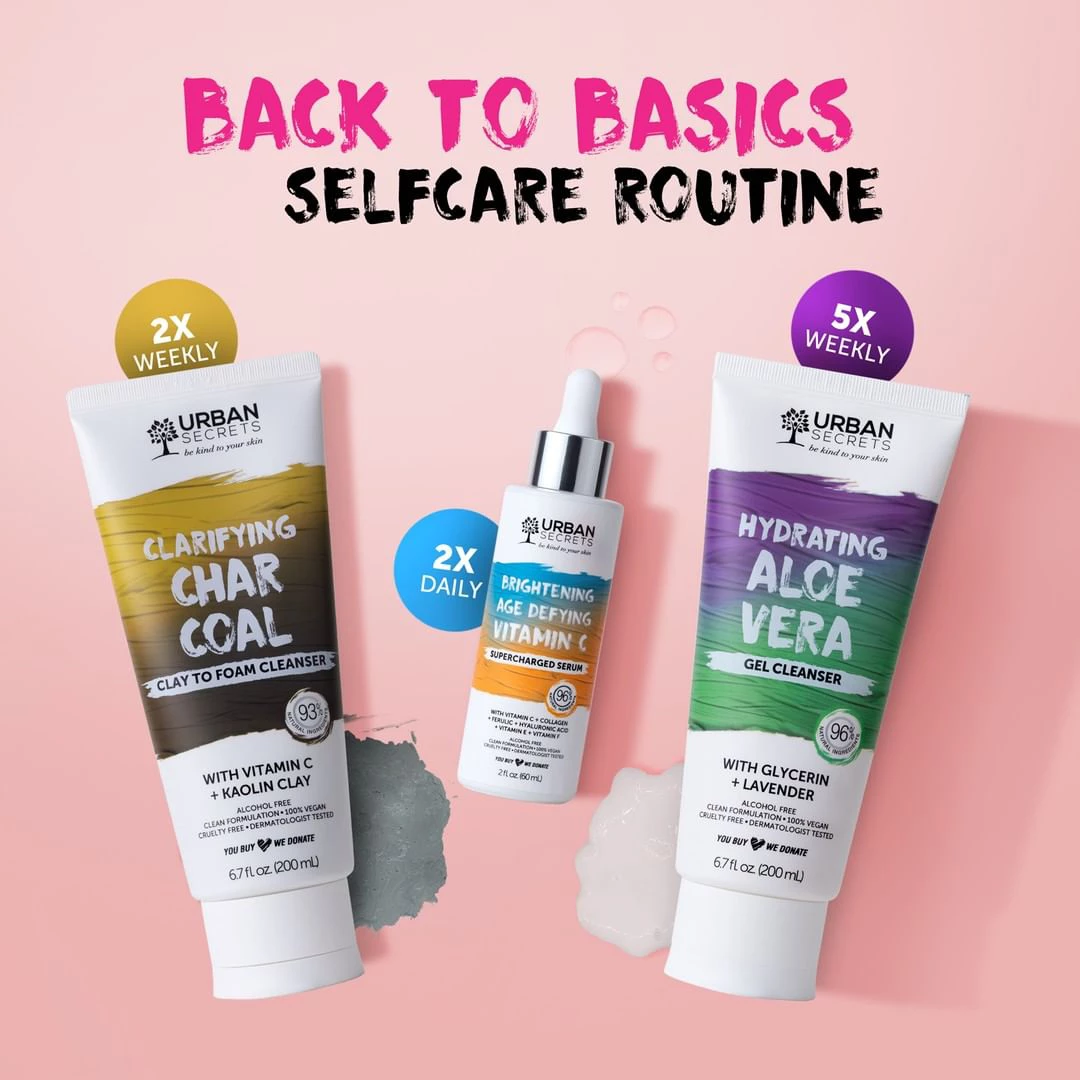 BACK TO BASICS
SELFCARE ROUTINE
2X
WEEKLY
URBAN
SECRETS
be kind to your skin
CLARIFYING
CHAR
COAL
CLAY TO FOAM CLEANSER
93%
NATURAL INGREDIENTS
WITH VITAMIN C
+ KAOLIN CLAY
ALCOHOL FREE
CLEAN FORMULATION • 100% VEGAN
CRUELTY FREE • DERMATOLOGIST TESTED
YOU BUY WE DONATE
6.7 fl. oz. (200 mL)
2X
DAILY
URBAN
SECRETS
be kind to your skin
BRIGHTENING
AGE DEFYING
VITAMIN C
SUPERCHARGED SERUM
96%
WITH VITAMIN C + COLLAGEN
+ FERULIC + HYALURONIC ACID
+ VITAMIN E + VITAMIN F
ALCOHOL FREE
CLEAN FORMULATION • 100% VEGAN
CRUELTY FREE • DERMATOLOGIST TESTED
YOU BUY WE DONATE
2 fl. oz. (60 mL)
5X
WEEKLY
URBAN
SECRETS
be kind to your skin
HYDRATING
ALOE
VERA
GEL CLEANSER
96%
NATURAL INGREDIENTS
WITH GLYCERIN
+ LAVENDER
ALCOHOL FREE
CLEAN FORMULATION • 100% VEGAN
CRUELTY FREE • DERMATOLOGIST TESTED
YOU BUY WE DONATE
6.7 fl. oz. (200 mL)